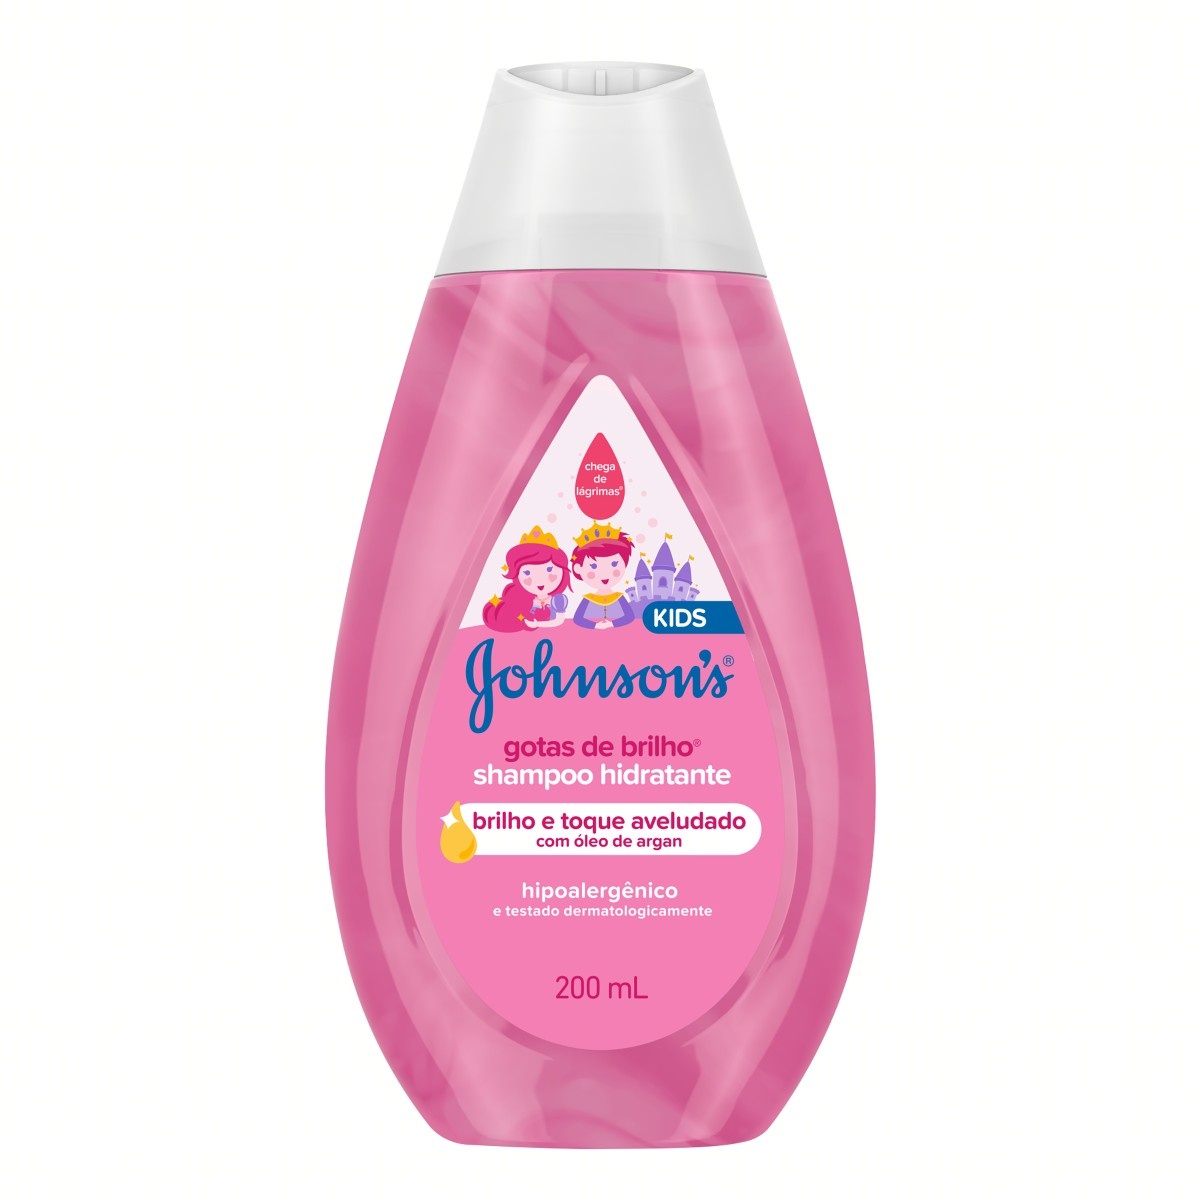 chega
de
lágrimas®
KIDS
Johnson's®
gotas de brilho®
shampoo hidratante
brilho e toque aveludado
com óleo de argan
hipoalergênico
e testado dermatologicamente
200 mL